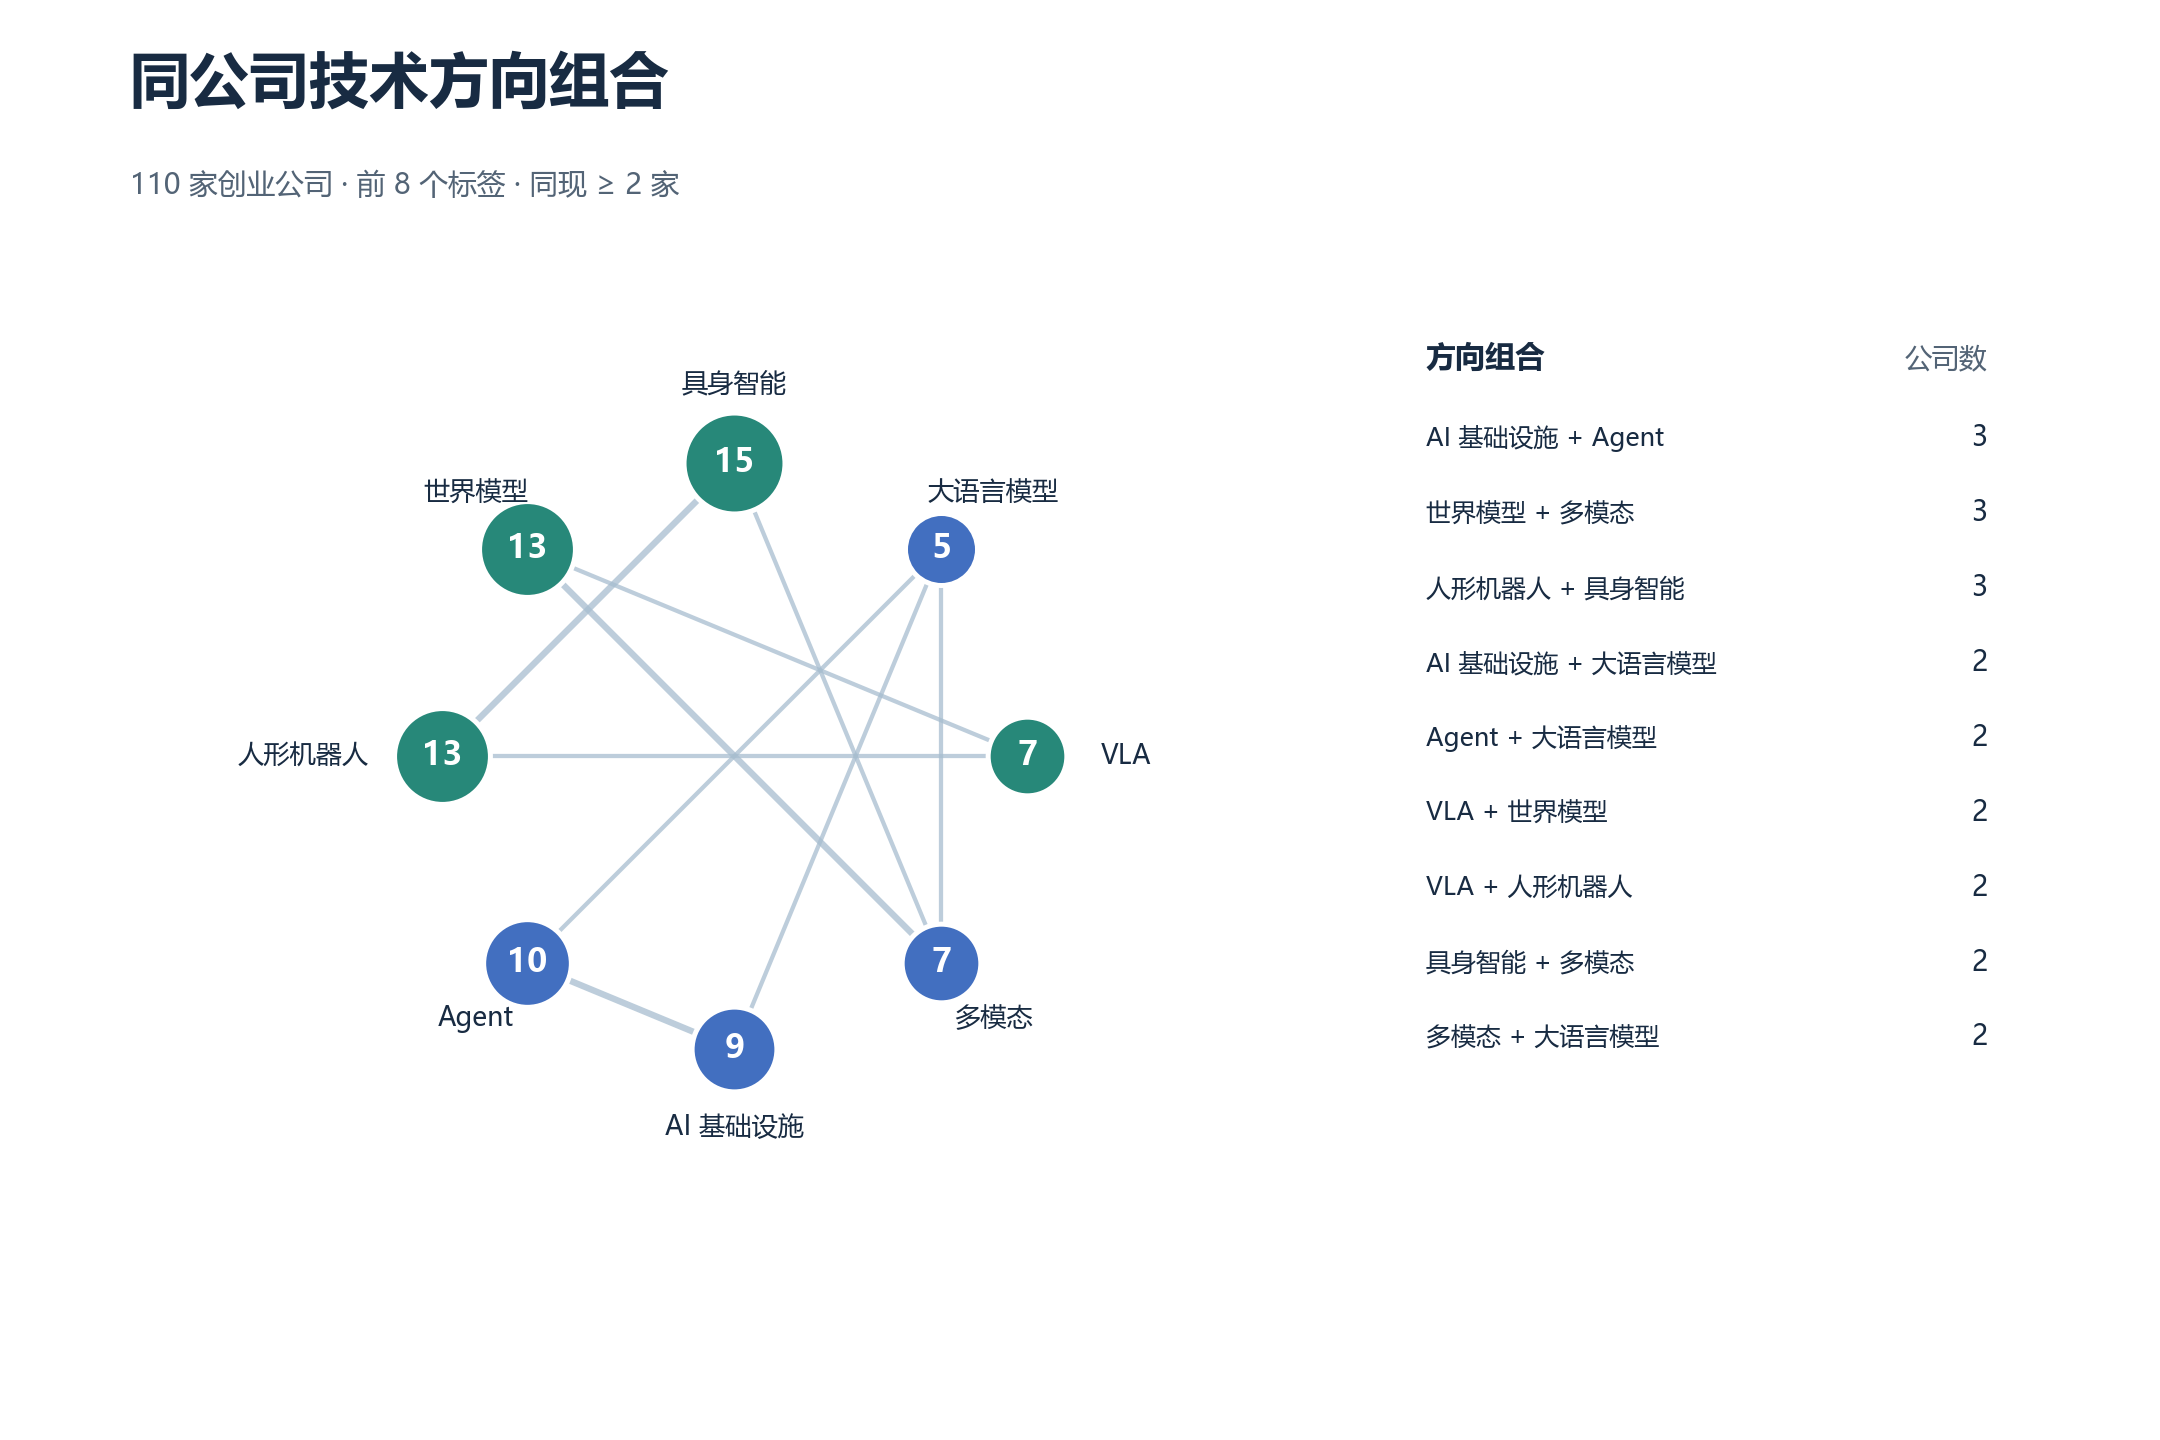 同公司技术方向组合
110 家创业公司 · 前 8 个标签 · 同现 ≥ 2 家
具身智能
15
世界模型
13
大语言模型
5
人形机器人
13
7
VLA
10
Agent
7
多模态
9
AI 基础设施
方向组合 公司数
AI 基础设施 + Agent 3
世界模型 + 多模态 3
人形机器人 + 具身智能 3
AI 基础设施 + 大语言模型 2
Agent + 大语言模型 2
VLA + 世界模型 2
VLA + 人形机器人 2
具身智能 + 多模态 2
多模态 + 大语言模型 2